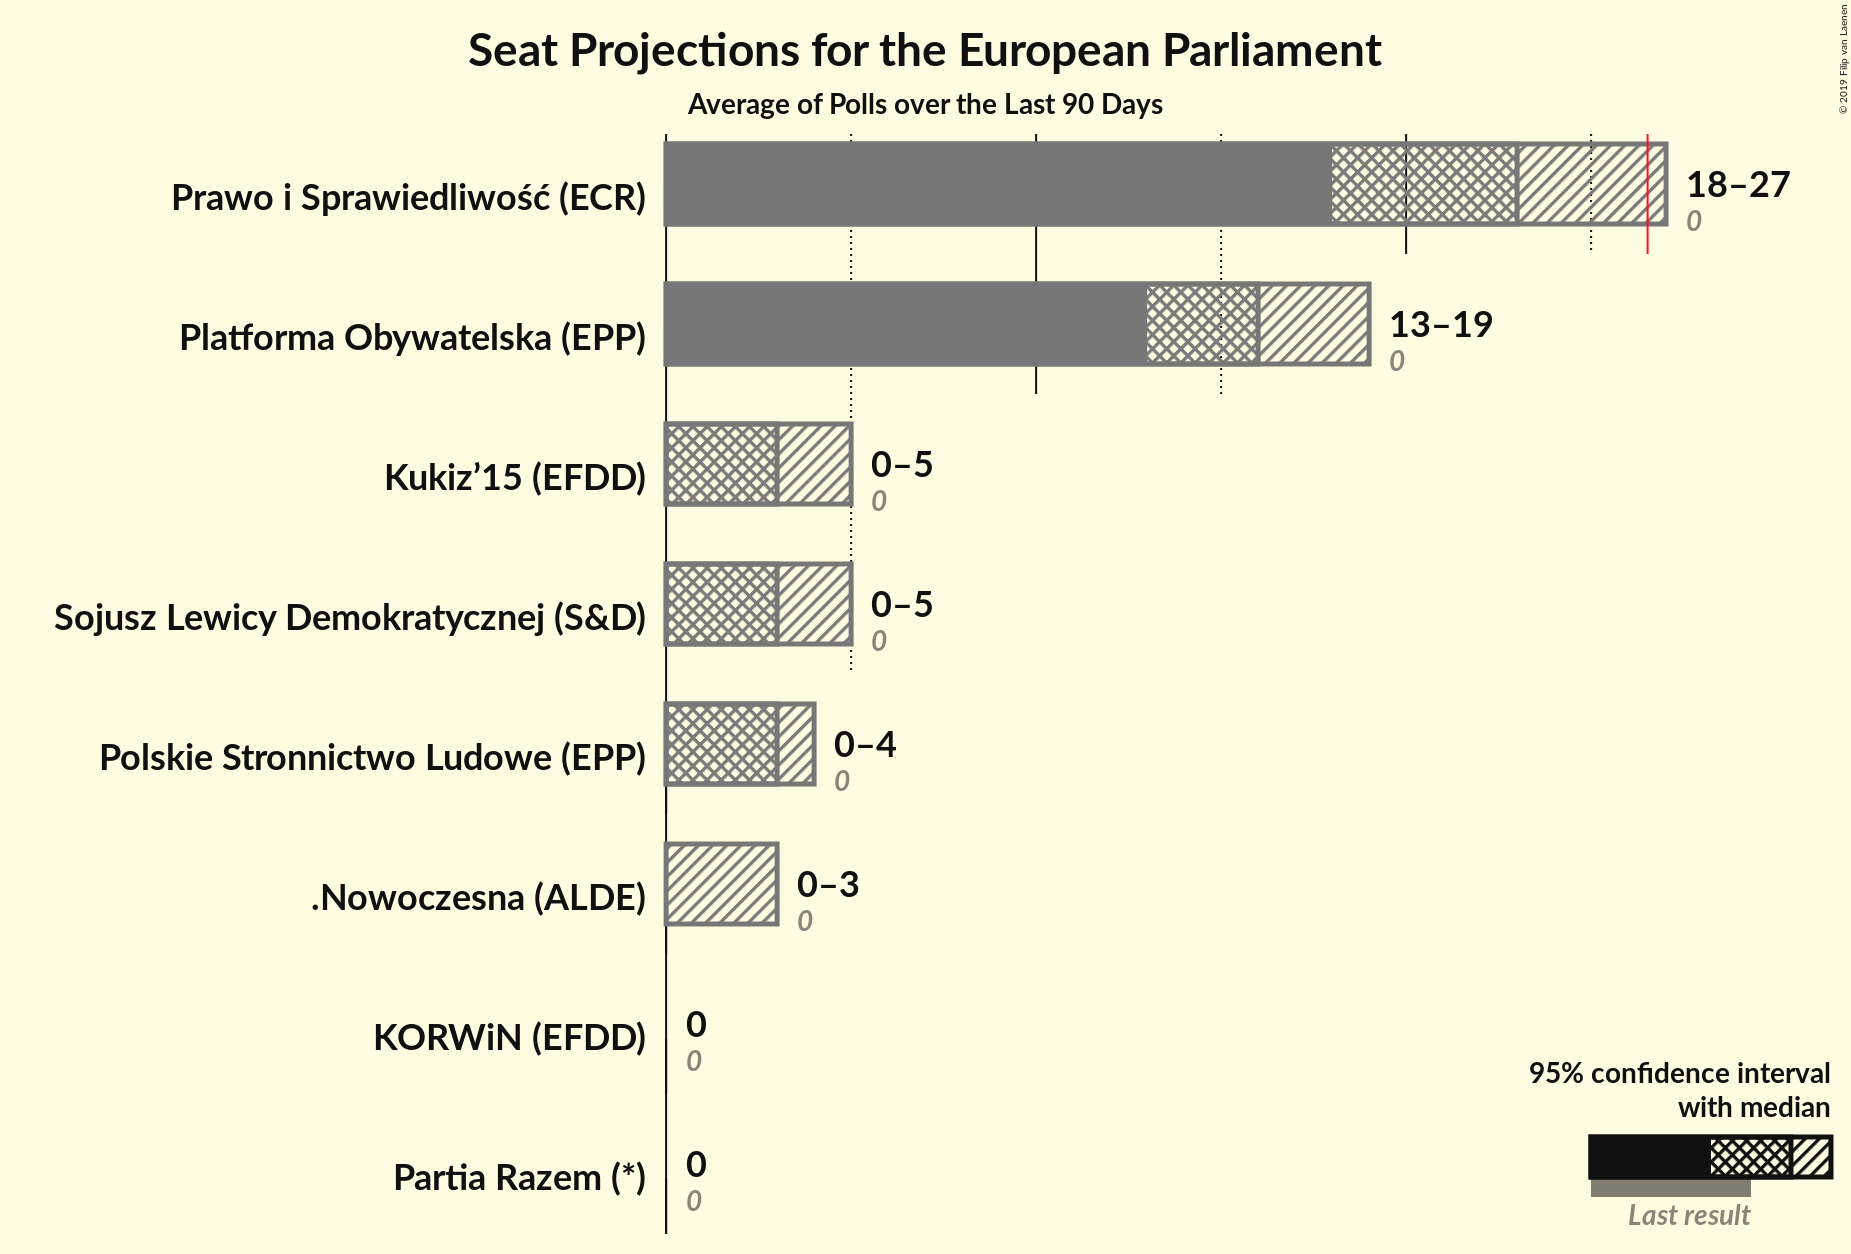 Seat Projections for the European Parliament
Average of Polls over the Last 90 Days
© 2019 Filip van Laenen
Prawo i Sprawiedliwość (ECR)
18–27
0
Platforma Obywatelska (EPP)
13–19
0
Kukiz’15 (EFDD)
0–5
0
Sojusz Lewicy Demokratycznej (S&D)
0–5
0
Polskie Stronnictwo Ludowe (EPP)
0–4
0
.Nowoczesna (ALDE)
0–3
0
KORWiN (EFDD)
0
0
Partia Razem (*)
0
0
95% confidence interval
with median
Last result